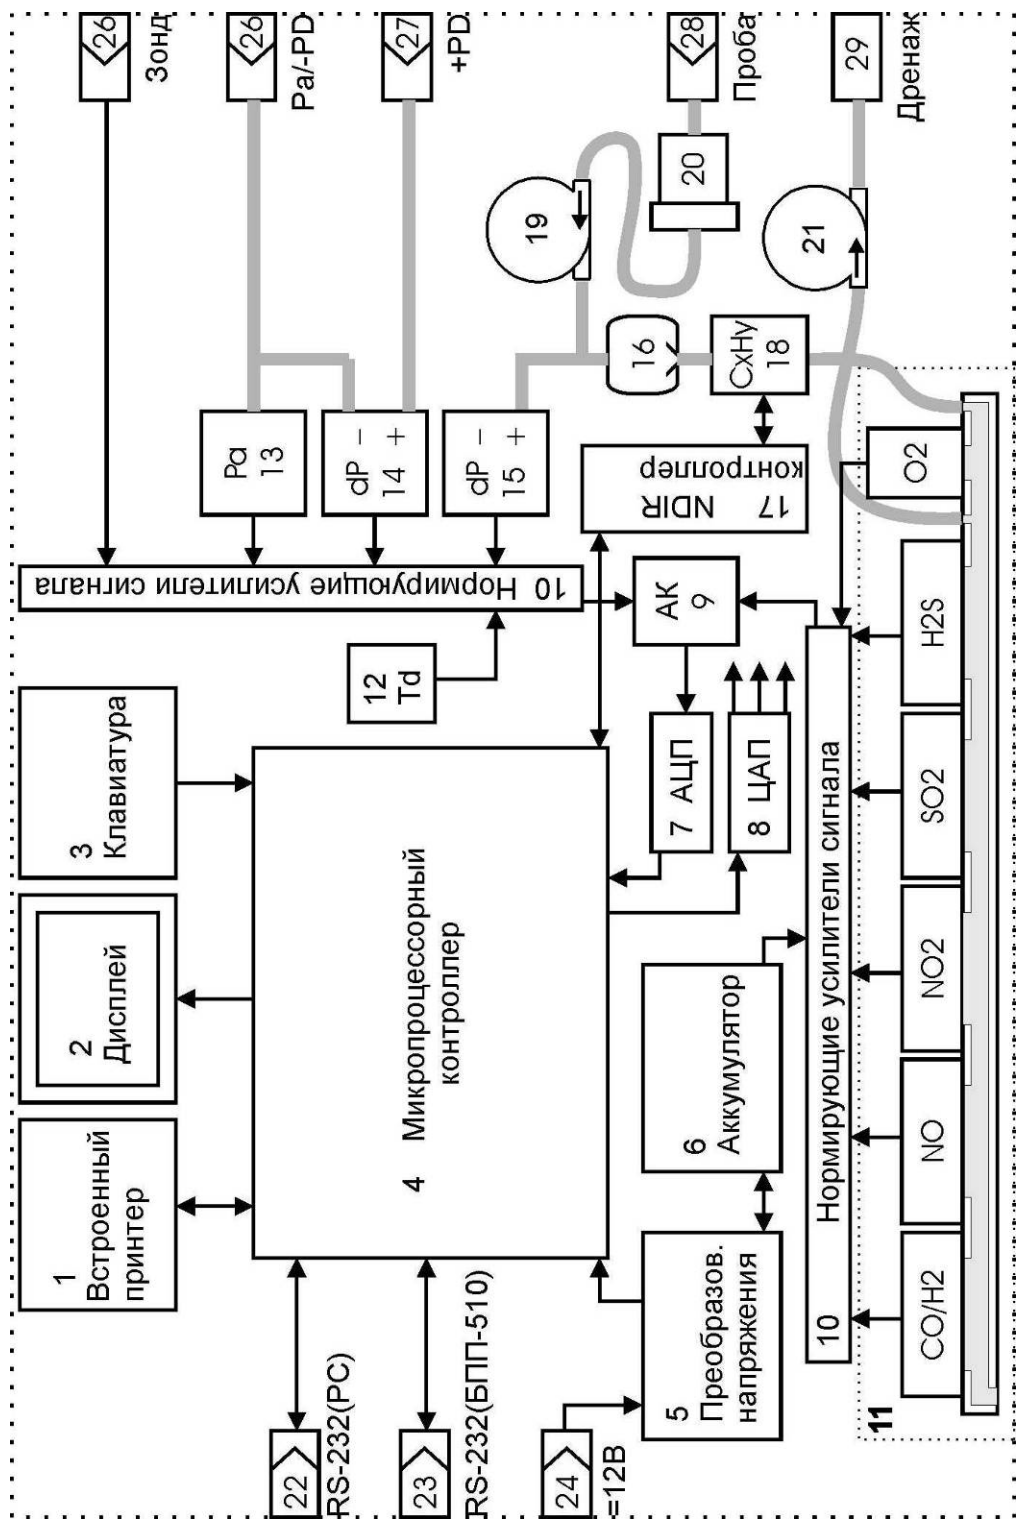 1
Встроенный
принтер
2
Дисплей
3
Клавиатура
22
RS-232(PC)
23
RS-232(БПП-510)
24
=12В
4 Микропроцессорный
контроллер
5
Преобразов.
напряжения
6
Аккумулятор
7 АЦП
8 ЦАП
АК
9
12
Td
10 Нормирующие усилители сигнала
Pa
13
dP −
14 +
dP −
15 +
17 NDIR
контроллер
16
CxHy
18
19
20
21
26
Зонд
26
Pa/-PD
27
+PD
28
Проба
29
Дренаж
10 Нормирующие усилители сигнала
11
CO/H2
NO
NO2
SO2
H2S
O2